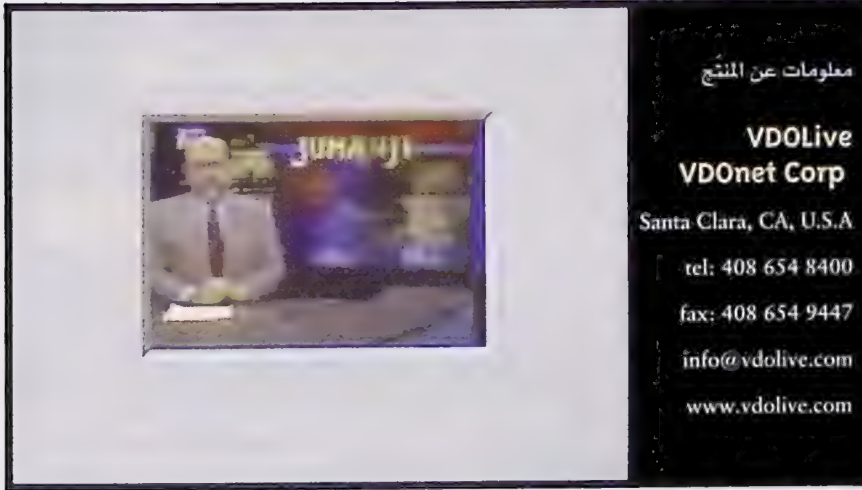 JUMANJI
معلومات عن المنتَج
VDOLive
VDOnet Corp
Santa Clara, CA, U.S.A
tel: 408 654 8400
fax: 408 654 9447
info@vdolive.com
www.vdolive.com